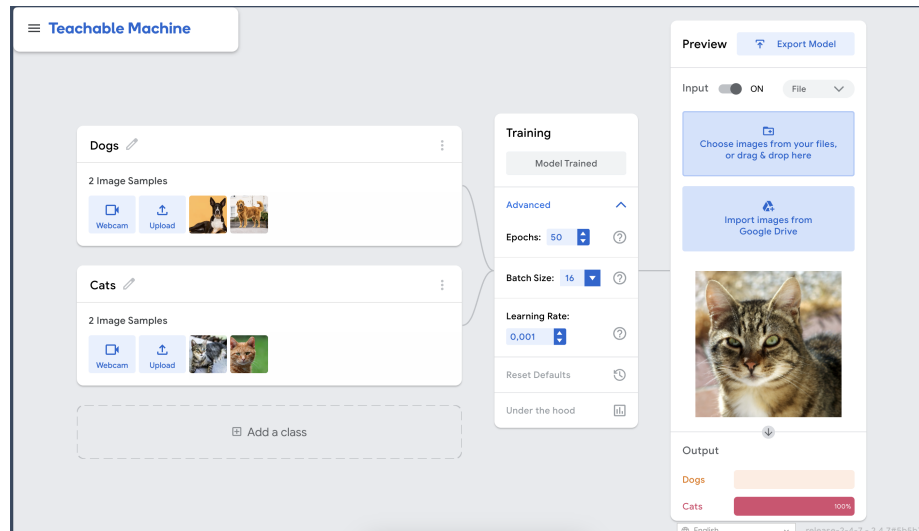 Teachable Machine
Dogs
2 Image Samples
Webcam
Upload
Cats
2 Image Samples
Webcam
Upload
Add a class
Training
Model Trained
Advanced
Epochs: 50
Batch Size: 16
Learning Rate:
0,001
Reset Defaults
Under the hood
Preview
Export Model
Input ON File
Choose images from your files,
or drag & drop here
Import images from
Google Drive
Output
Dogs
Cats 100%
English